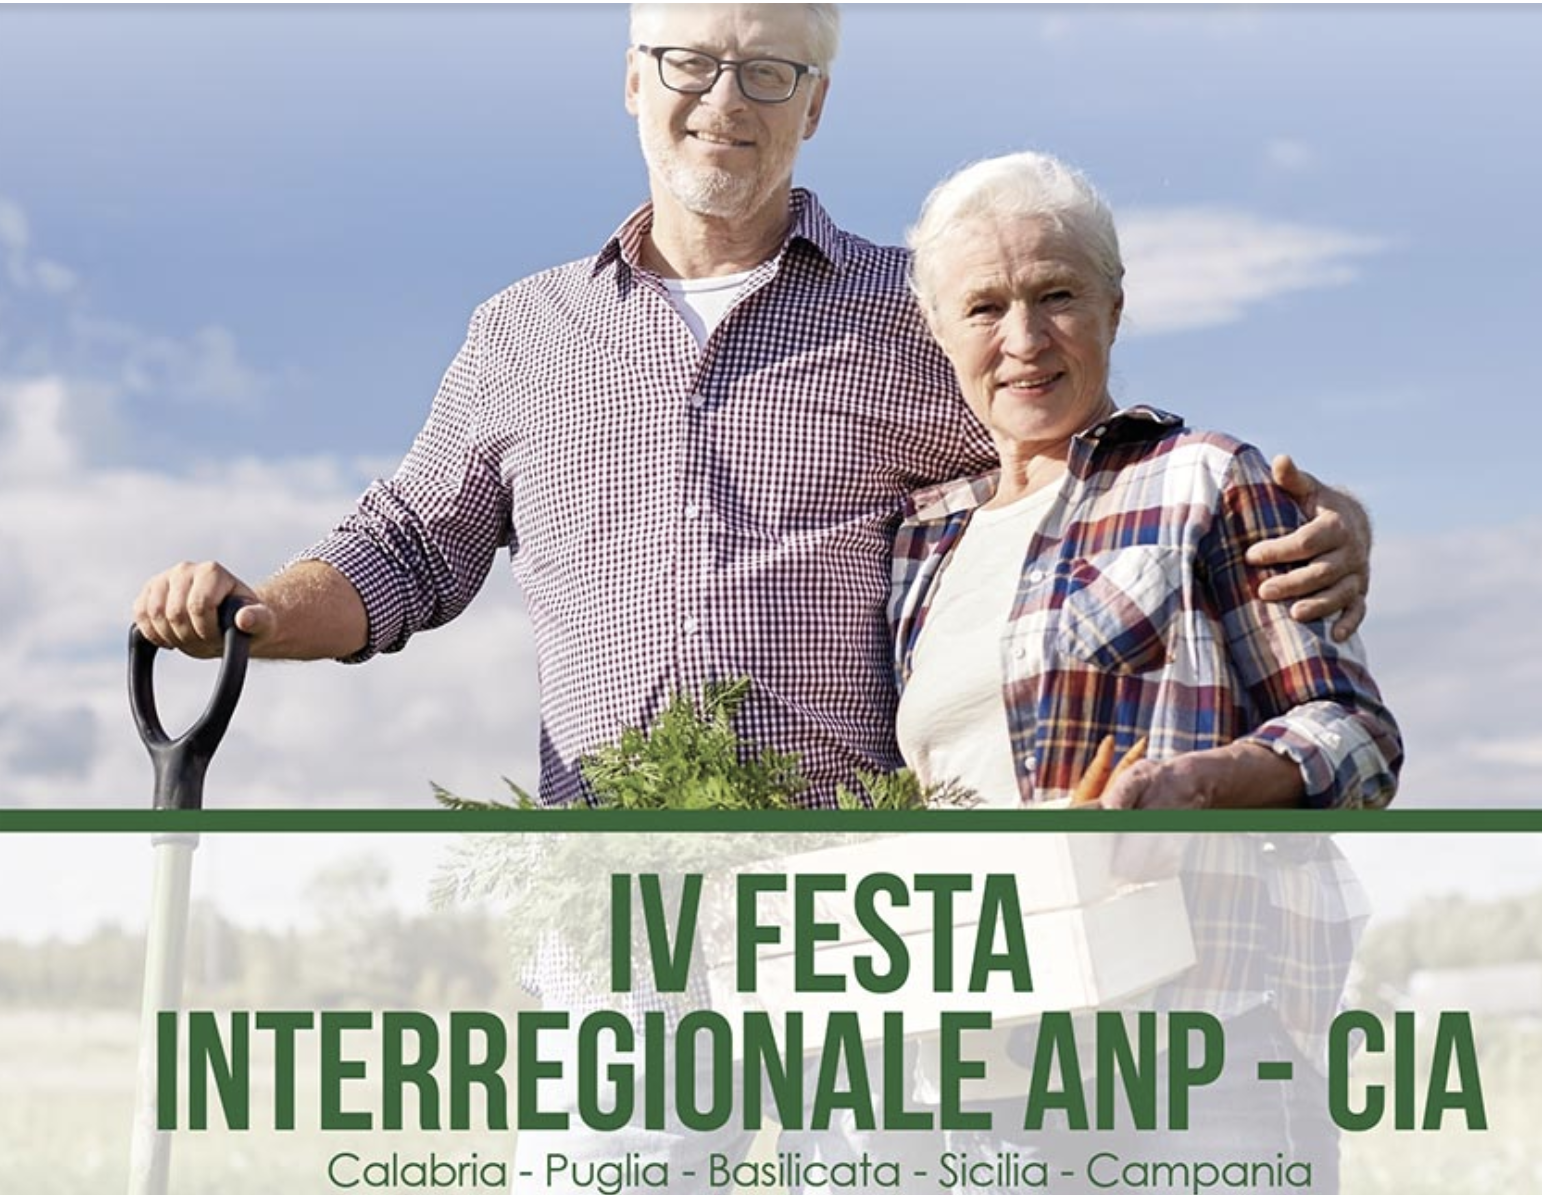 IV FESTA
INTERREGIONALE ANP - CIA
Calabria - Puglia - Basilicata - Sicilia - Campania